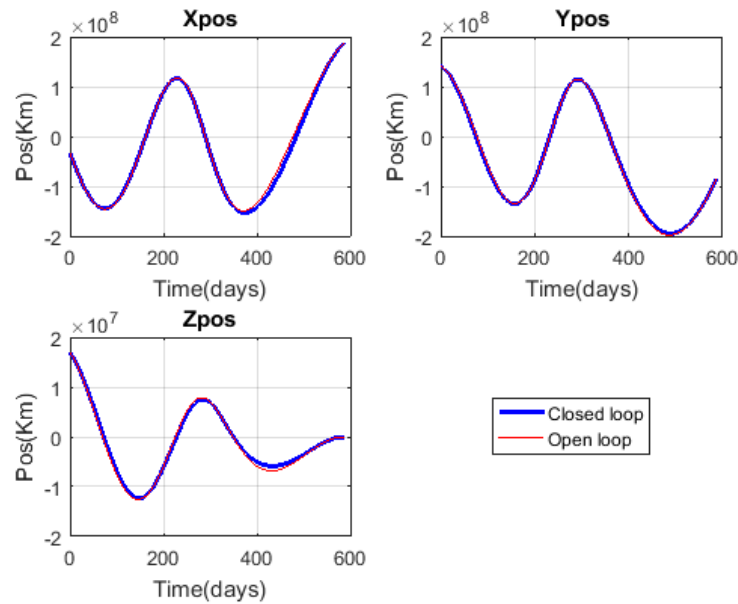 Xpos
×10^8
2
1
0
-1
-2
Pos(Km)
0 200 400 600
Time(days)
Ypos
×10^8
2
1
0
-1
-2
Pos(Km)
0 200 400 600
Time(days)
Zpos
×10^7
2
1
0
-1
-2
Pos(Km)
0 200 400 600
Time(days)
Closed loop
Open loop